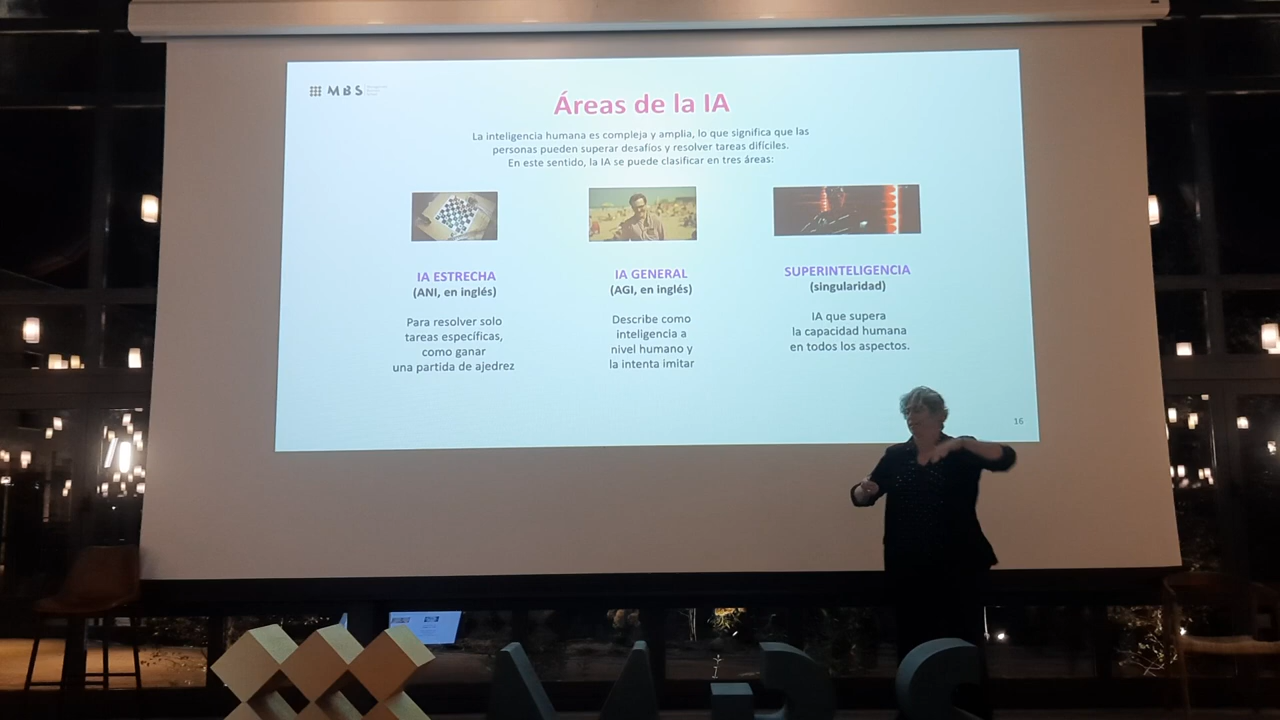 MBS
Áreas de la IA
La inteligencia humana es compleja y amplia, lo que significa que las
personas pueden superar desafíos y resolver tareas difíciles.
En este sentido, la IA se puede clasificar en tres áreas:
IA ESTRECHA
(ANI, en inglés)
Para resolver solo
tareas específicas,
como ganar
una partida de ajedrez
IA GENERAL
(AGI, en inglés)
Describe como
inteligencia a
nivel humano y
la intenta imitar
SUPERINTELIGENCIA
(singularidad)
IA que supera
la capacidad humana
en todos los aspectos.
16